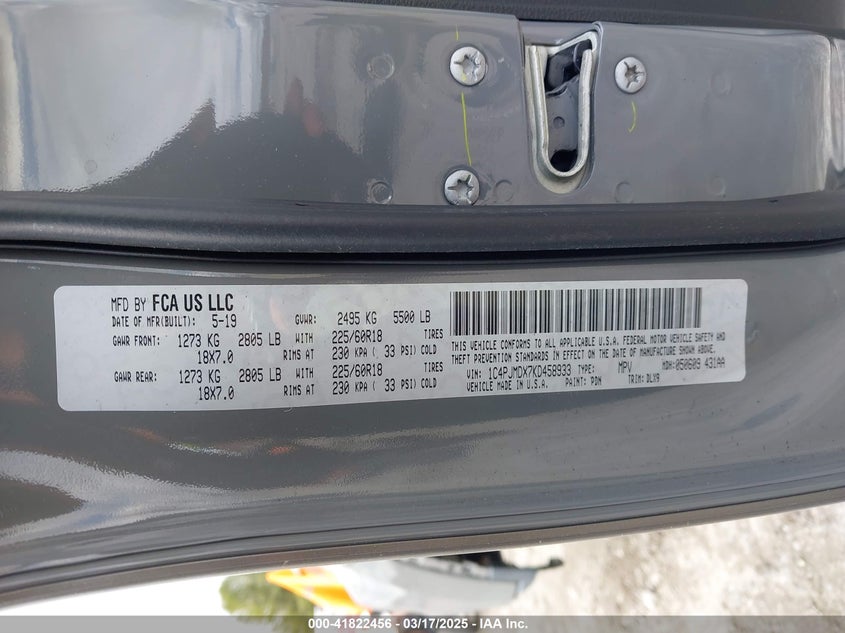 MFD BY FCA US LLC
DATE OF MFR(BUILT): 5-19 GVWR: 2495 KG 5500 LB
GAWR FRONT: 1273 KG 2805 LB WITH 225/60R18 TIRES
18X7.0 RIMS AT 230 KPA ( 33 PSI) COLD
GAWR REAR: 1273 KG 2805 LB WITH 225/60R18 TIRES
18X7.0 RIMS AT 230 KPA ( 33 PSI) COLD
THIS VEHICLE CONFORMS TO ALL APPLICABLE U.S.A. FEDERAL MOTOR VEHICLE SAFETY AND
THEFT PREVENTION STANDARDS IN EFFECT ON THE DATE OF MANUFACTURE SHOWN ABOVE.
VIN: 1C4PJMDX7KD458933 TYPE: MPV MDH: 050609 431AA
VEHICLE MADE IN U.S.A. PAINT: PDN TRIM: DLX9
000-41822456 - 03/17/2025 - IAA Inc.